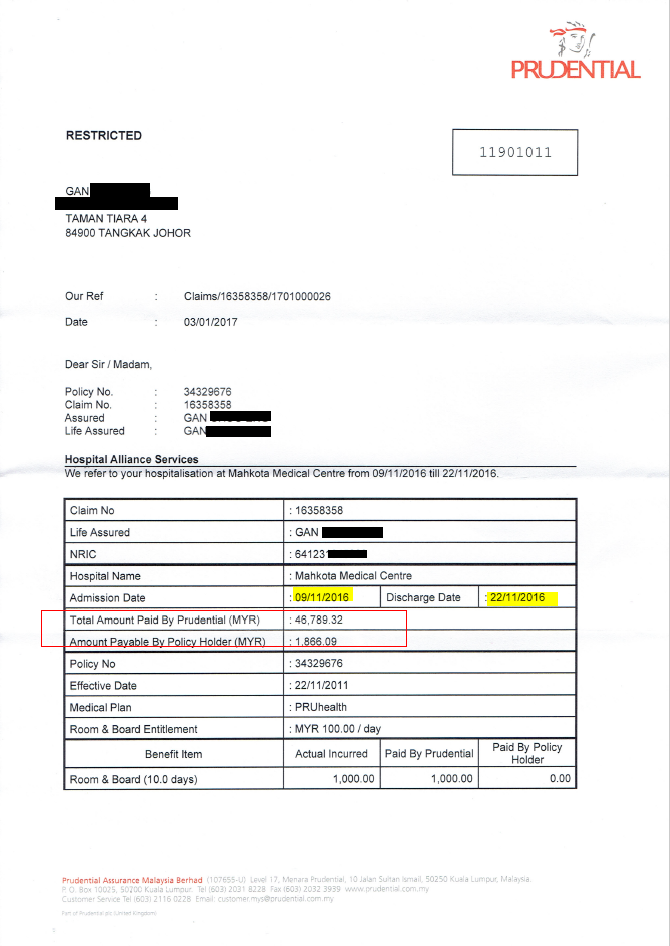 PRUDENTIAL
RESTRICTED
11901011
GAN
TAMAN TIARA 4
84900 TANGKAK JOHOR
Our Ref : Claims/16358358/1701000026
Date : 03/01/2017
Dear Sir / Madam,
Policy No. : 34329676
Claim No. : 16358358
Assured : GAN
Life Assured : GAN
Hospital Alliance Services
We refer to your hospitalisation at Mahkota Medical Centre from 09/11/2016 till 22/11/2016.
Claim No : 16358358
Life Assured : GAN
NRIC : 641231
Hospital Name : Mahkota Medical Centre
Admission Date : 09/11/2016 Discharge Date : 22/11/2016
Total Amount Paid By Prudential (MYR) : 46,789.32
Amount Payable By Policy Holder (MYR) : 1,866.09
Policy No : 34329676
Effective Date : 22/11/2011
Medical Plan : PRUhealth
Room & Board Entitlement : MYR 100.00 / day
Benefit Item Actual Incurred Paid By Prudential Paid By Policy Holder
Room & Board (10.0 days) 1,000.00 1,000.00 0.00
Prudential Assurance Malaysia Berhad (107655-U) Level 17, Menara Prudential, 10 Jalan Sultan Ismail, 50250 Kuala Lumpur, Malaysia
P. O. Box 10025, 50700 Kuala Lumpur. Tel (603) 2031 8228 Fax (603) 2032 3939 www.prudential.com.my
Customer Service Tel (603) 2116 0228 Email: customer.mys@prudential.com.my
Part of Prudential plc (United Kingdom)